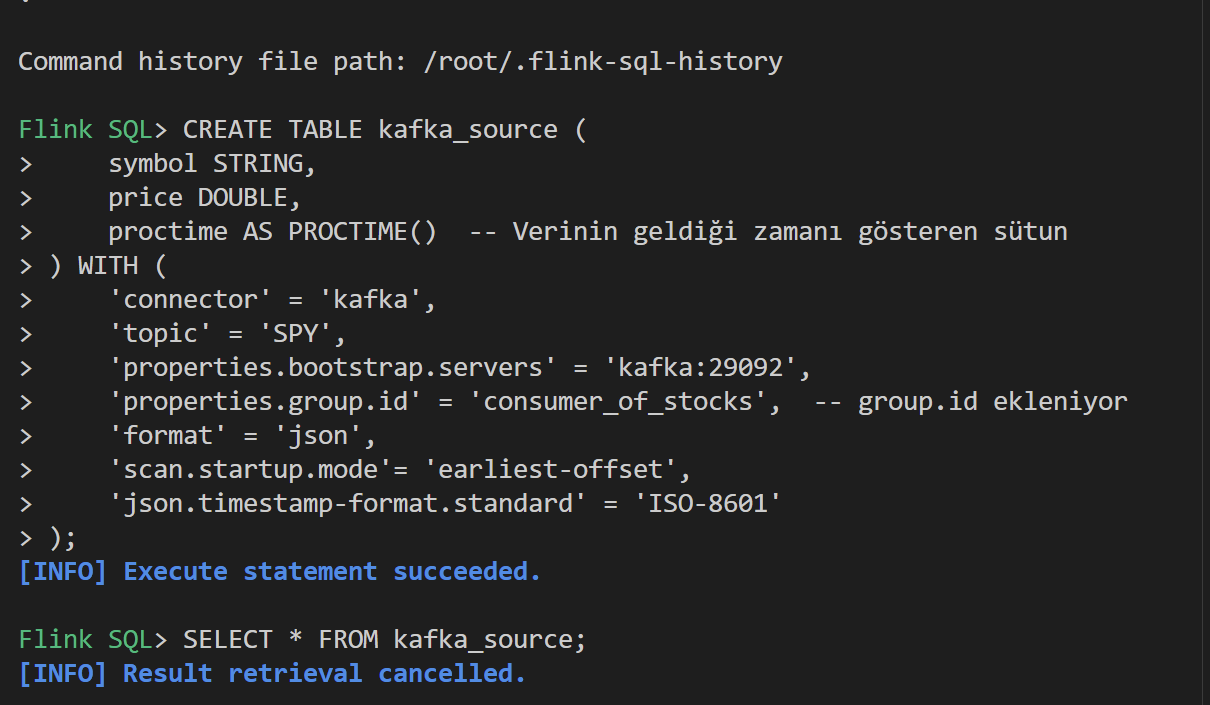 Command history file path: /root/.flink-sql-history
Flink SQL> CREATE TABLE kafka_source (
>     symbol STRING,
>     price DOUBLE,
>     proctime AS PROCTIME()  -- Verinin geldiği zamanı gösteren sütun
> ) WITH (
>     'connector' = 'kafka',
>     'topic' = 'SPY',
>     'properties.bootstrap.servers' = 'kafka:29092',
>     'properties.group.id' = 'consumer_of_stocks',  -- group.id ekleniyor
>     'format' = 'json',
>     'scan.startup.mode'= 'earliest-offset',
>     'json.timestamp-format.standard' = 'ISO-8601'
> );
[INFO] Execute statement succeeded.
Flink SQL> SELECT * FROM kafka_source;
[INFO] Result retrieval cancelled.